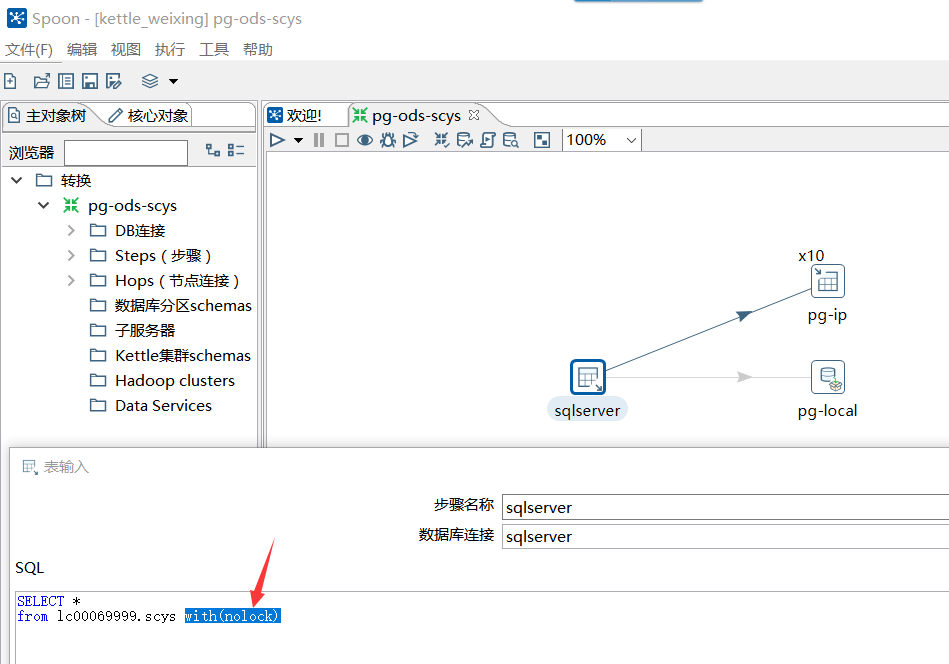 Spoon - [kettle_weixing] pg-ods-scys
文件(F) 编辑 视图 执行 工具 帮助
主对象树 核心对象
欢迎! pg-ods-scys
100%
浏览器
转换
pg-ods-scys
DB连接
Steps（步骤）
Hops（节点连接）
数据库分区schemas
子服务器
Kettle集群schemas
Hadoop clusters
Data Services
x10
pg-ip
sqlserver
pg-local
表输入
步骤名称 sqlserver
数据库连接 sqlserver
SQL
SELECT *
from lc00069999.scys with(nolock)